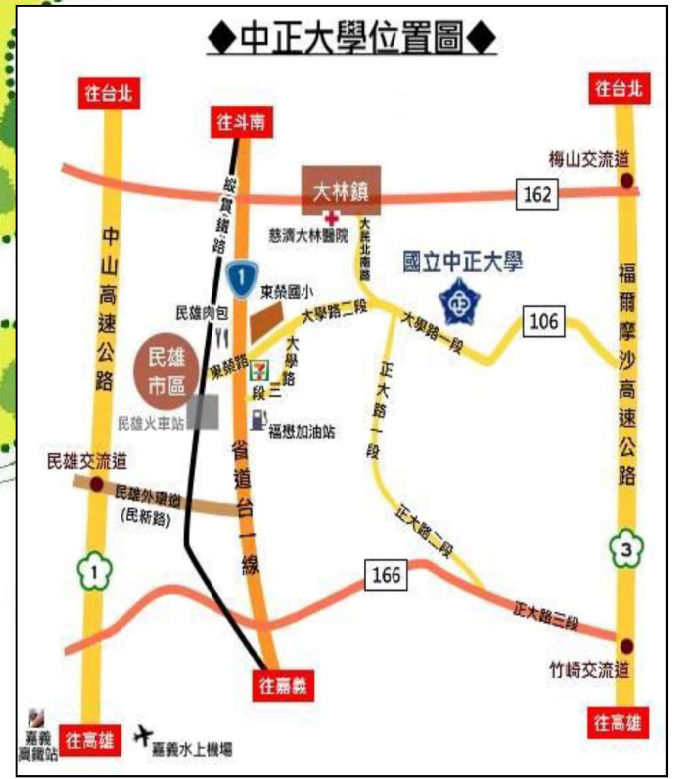 ◆中正大學位置圖◆
往台北
往台北
往斗南
梅山交流道
大林鎮
162
縱貫鐵路
慈濟大林醫院
大民北南路
國立中正大學
中山高速公路
1
東榮國小
民雄肉包
大學路二段
大學路一段
106
福爾摩沙高速公路
民雄
市區
東榮路
7
大學路三段
正大路一段
民雄火車站
福懋加油站
省道台一線
民雄交流道
民雄外環道
(民新路)
正大路二段
1
166
3
正大路三段
竹崎交流道
往嘉義
往高雄
嘉義
高鐵站
往高雄
嘉義水上機場